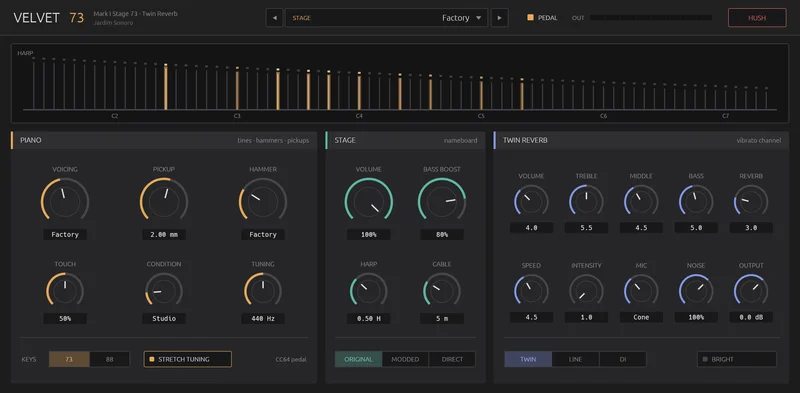 VELVET 73
Mark I Stage 73 · Twin Reverb
Jardim Sonoro
STAGE Factory
PEDAL
OUT
HUSH
HARP
C2 C3 C4 C5 C6 C7
PIANO
tines · hammers · pickups
STAGE
nameboard
TWIN REVERB
vibrato channel
VOICING PICKUP HAMMER
Factory 2.00 mm Factory
TOUCH CONDITION TUNING
50% Studio 440 Hz
KEYS 73 88
STRETCH TUNING
CC64 pedal
VOLUME BASS BOOST
100% 80%
HARP CABLE
0.50 H 5 m
ORIGINAL MODDED DIRECT
VOLUME TREBLE MIDDLE BASS REVERB
4.0 5.5 4.5 5.0 3.0
SPEED INTENSITY MIC NOISE OUTPUT
4.5 1.0 Cone 100% 0.0 dB
TWIN LINE DI
BRIGHT